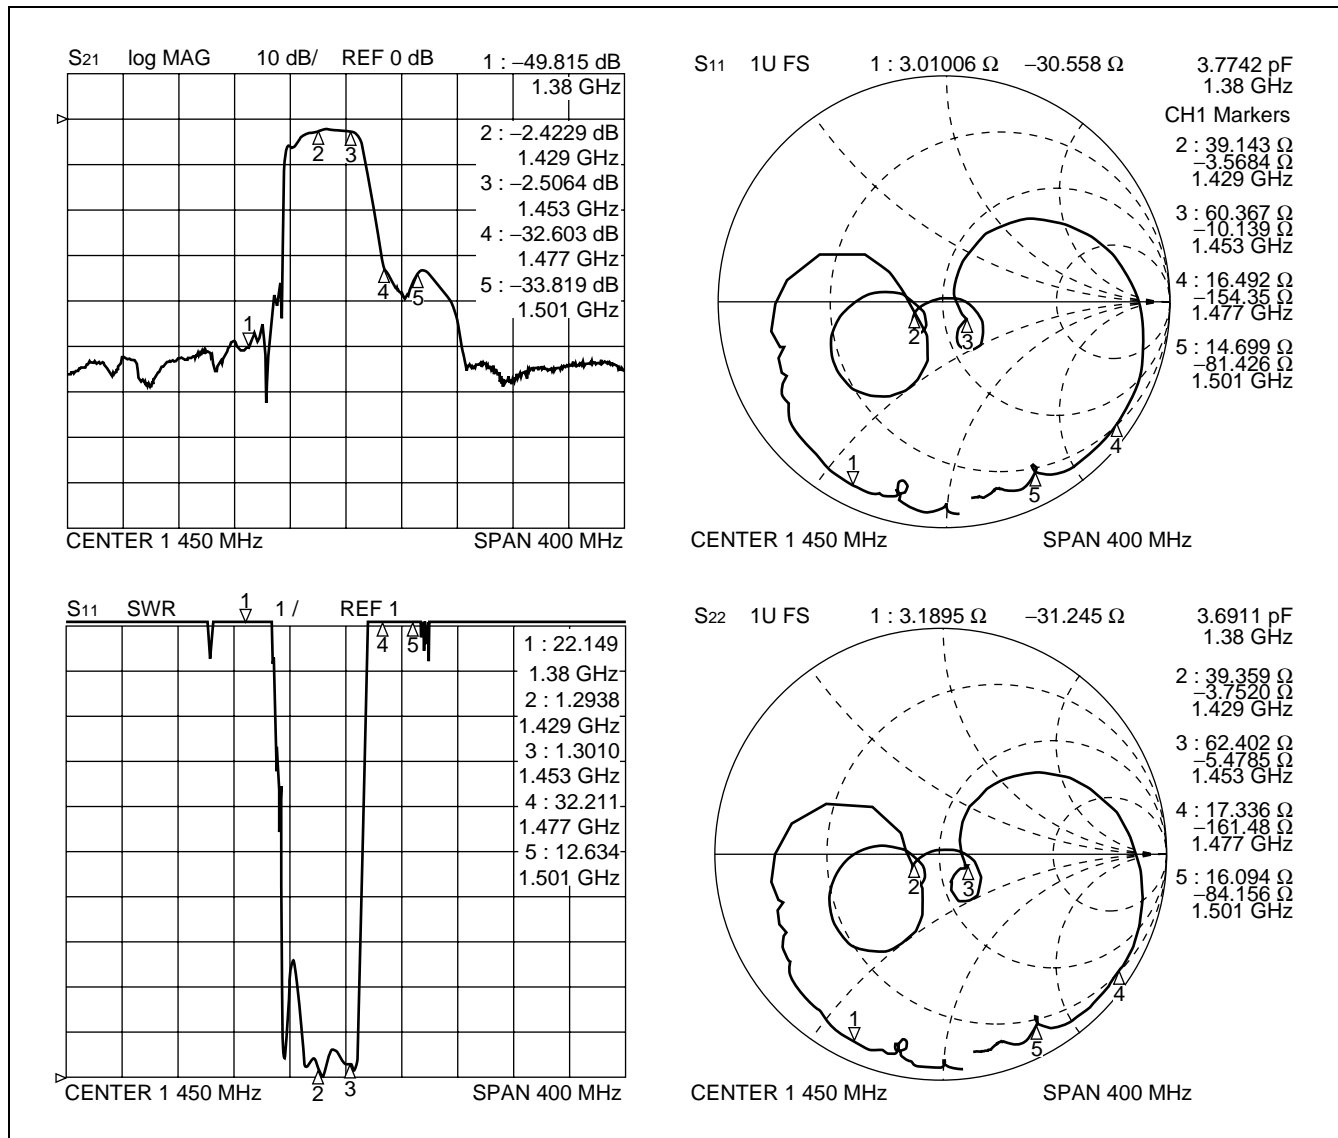 S21 log MAG 10 dB/ REF 0 dB 1 : –49.815 dB
1.38 GHz
2 : –2.4229 dB
1.429 GHz
3 : –2.5064 dB
1.453 GHz
4 : –32.603 dB
1.477 GHz
5 : –33.819 dB
1.501 GHz
1
2
3
4
5
CENTER 1 450 MHz SPAN 400 MHz
S11 1U FS 1 : 3.01006 Ω –30.558 Ω 3.7742 pF
1.38 GHz
CH1 Markers
2 : 39.143 Ω
–3.5684 Ω
1.429 GHz
3 : 60.367 Ω
–10.139 Ω
1.453 GHz
4 : 16.492 Ω
–154.35 Ω
1.477 GHz
5 : 14.699 Ω
–81.426 Ω
1.501 GHz
2
3
4
1
5
CENTER 1 450 MHz SPAN 400 MHz
S11 SWR 1 1 / REF 1
4
5
1 : 22.149
1.38 GHz
2 : 1.2938
1.429 GHz
3 : 1.3010
1.453 GHz
4 : 32.211
1.477 GHz
5 : 12.634
1.501 GHz
2
3
CENTER 1 450 MHz SPAN 400 MHz
S22 1U FS 1 : 3.1895 Ω –31.245 Ω 3.6911 pF
1.38 GHz
2 : 39.359 Ω
–3.7520 Ω
1.429 GHz
3 : 62.402 Ω
–5.4785 Ω
1.453 GHz
4 : 17.336 Ω
–161.48 Ω
1.477 GHz
5 : 16.094 Ω
–84.156 Ω
1.501 GHz
2
3
4
1
5
CENTER 1 450 MHz SPAN 400 MHz